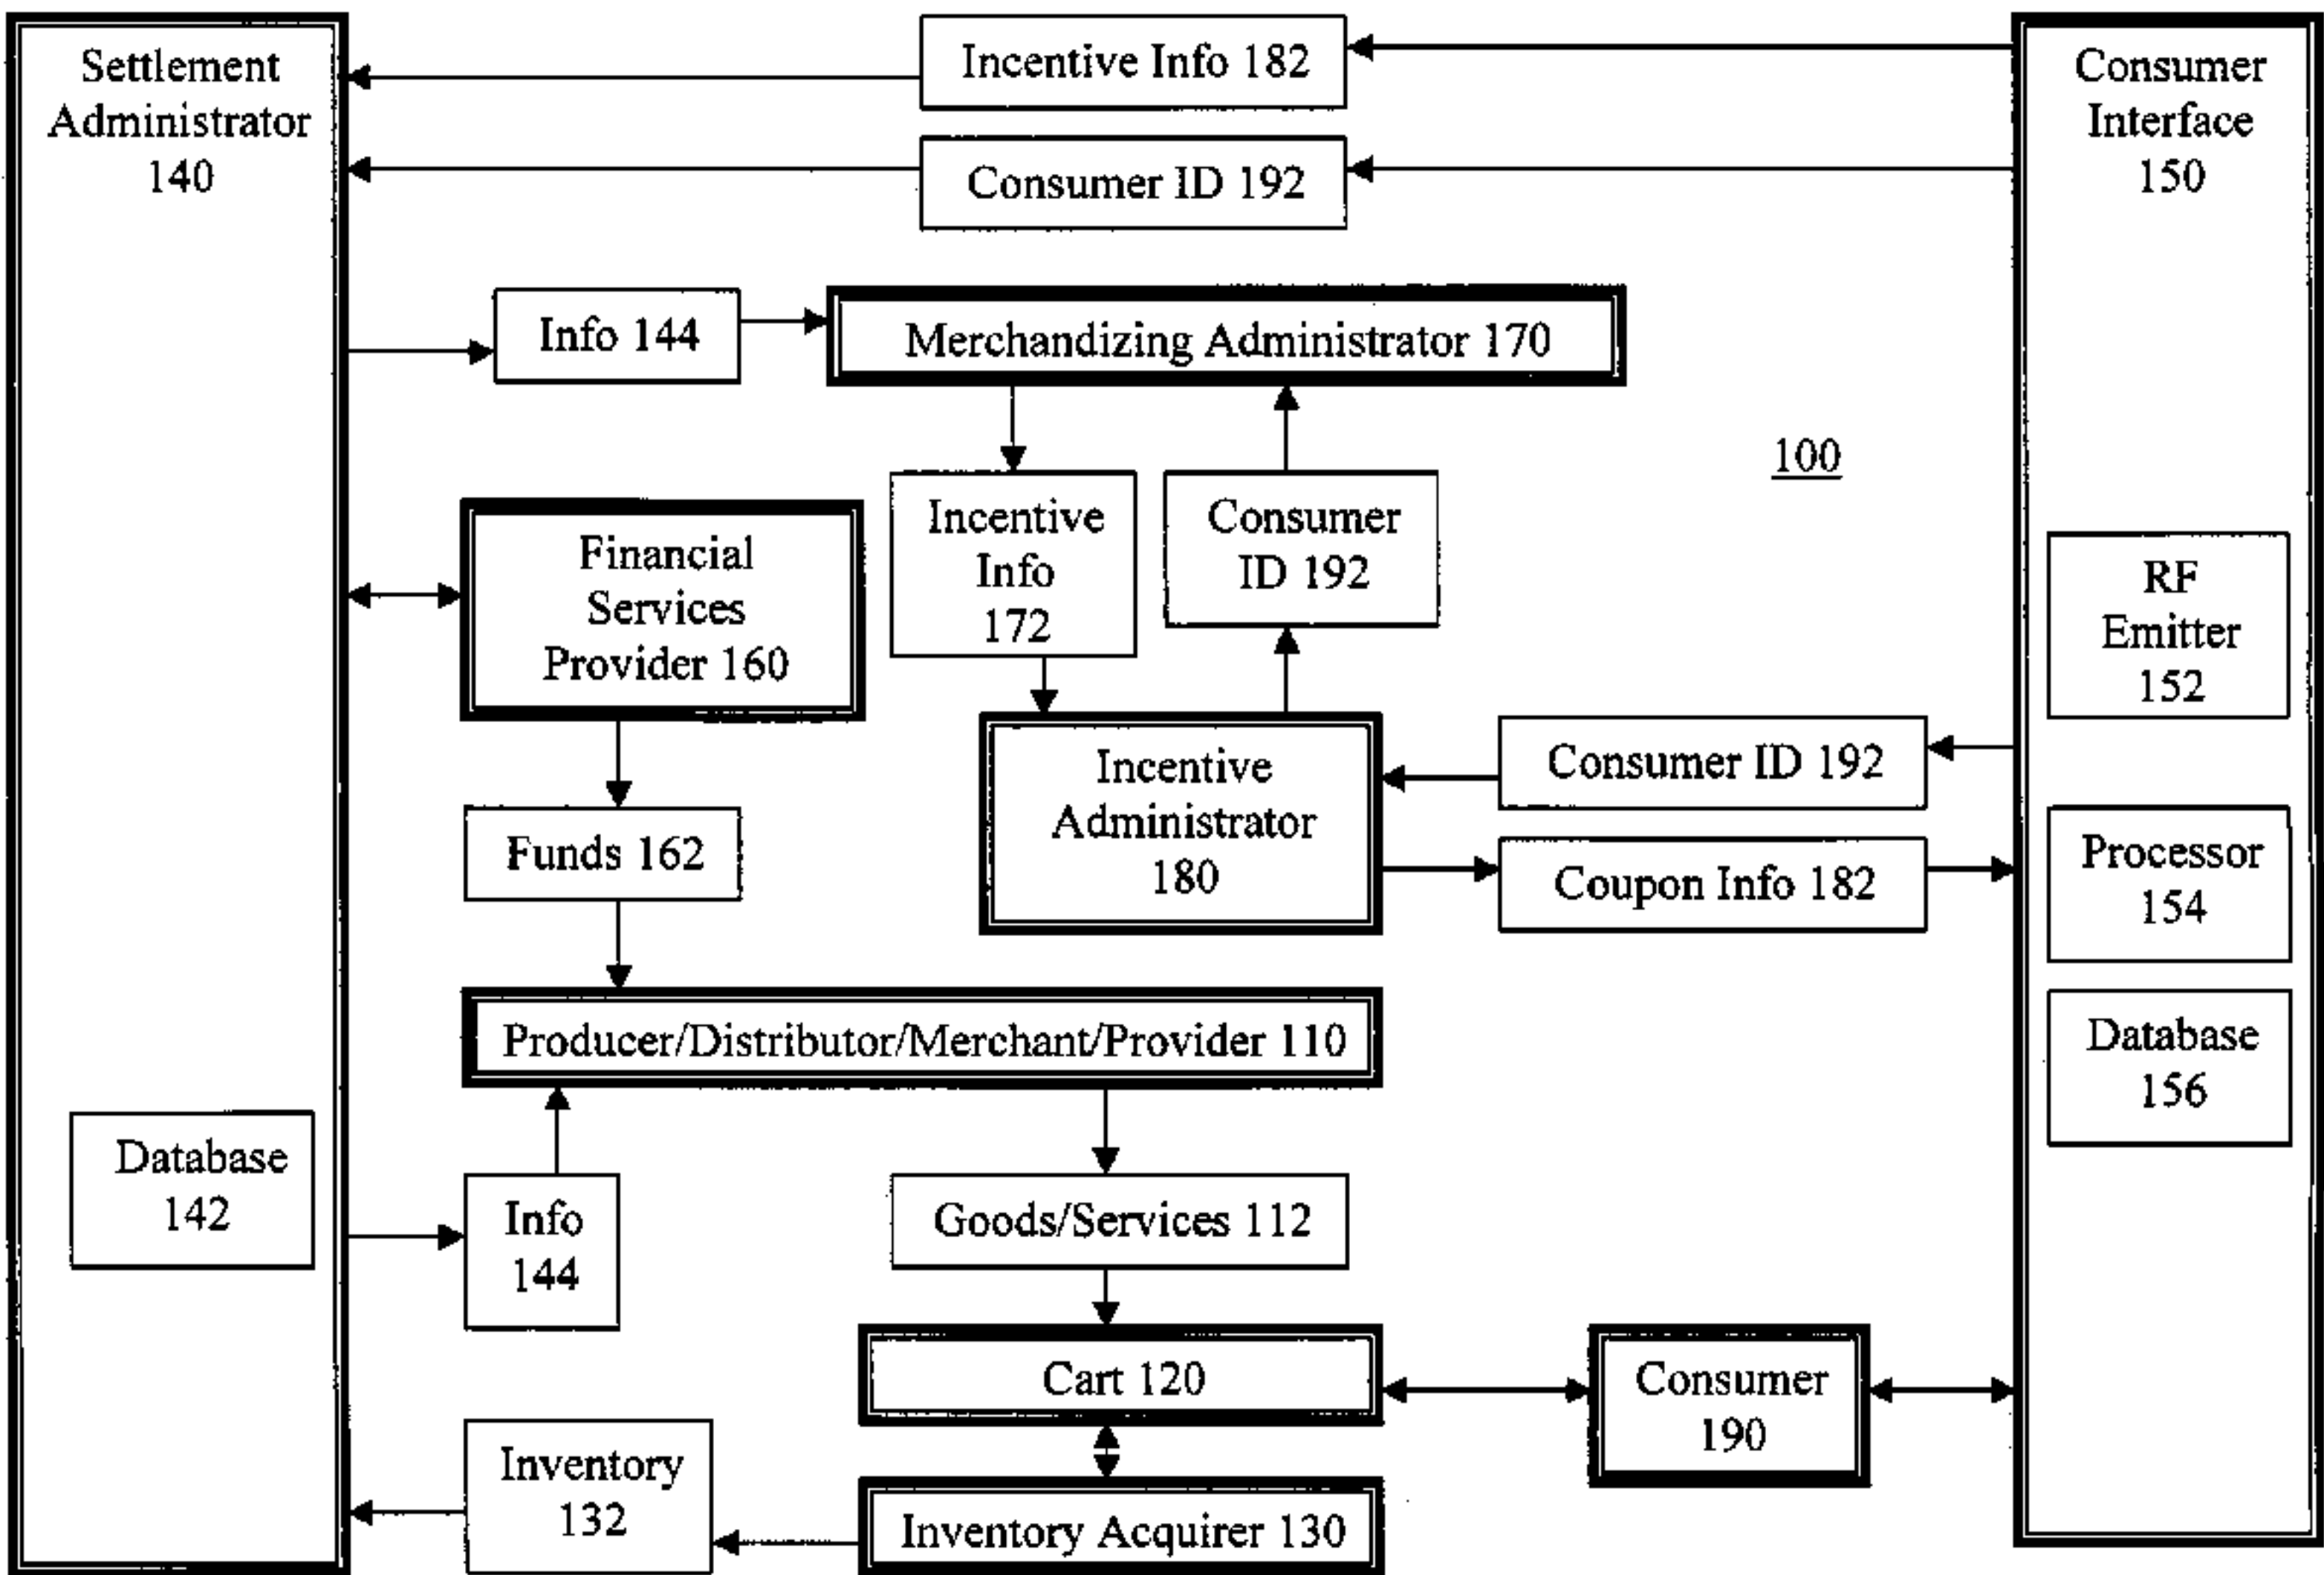 Settlement
Administrator
140
Incentive Info 182
Consumer ID 192
Consumer
Interface
150
Info 144
Merchandizing Administrator 170
100
Financial
Services
Provider 160
Incentive
Info
172
Consumer
ID 192
RF
Emitter
152
Incentive
Administrator
180
Consumer ID 192
Coupon Info 182
Funds 162
Processor
154
Producer/Distributor/Merchant/Provider 110
Database
156
Database
142
Info
144
Goods/Services 112
Cart 120
Consumer
190
Inventory
132
Inventory Acquirer 130